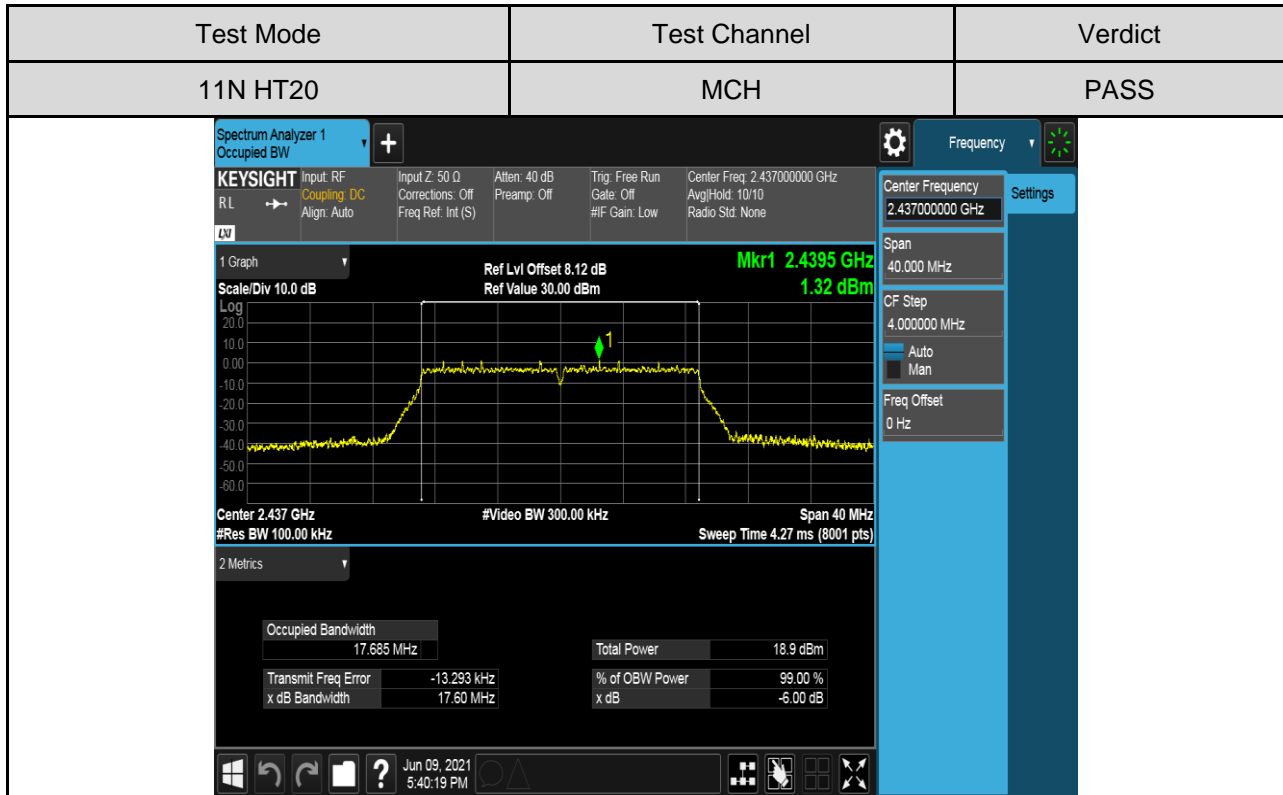 Test Mode Test Channel Verdict
11N HT20 MCH PASS
Spectrum Analyzer 1
Occupied BW
+
Frequency
KEYSIGHT Input: RF Input Z: 50 Ω Atten: 40 dB Trig: Free Run Center Freq: 2.437000000 GHz
RL Coupling: DC Corrections: Off Preamp: Off Gate: Off Avg|Hold: 10/10
Align: Auto Freq Ref: Int (S) #IF Gain: Low Radio Std: None
LXI
Center Frequency
2.437000000 GHz
Settings
Span
40.000 MHz
CF Step
4.000000 MHz
Auto
Man
Freq Offset
0 Hz
1 Graph Ref Lvl Offset 8.12 dB Mkr1 2.4395 GHz
Scale/Div 10.0 dB Ref Value 30.00 dBm 1.32 dBm
Log
20.0
10.0
0.00
-10.0
-20.0
-30.0
-40.0
-50.0
-60.0
1
Center 2.437 GHz #Video BW 300.00 kHz Span 40 MHz
#Res BW 100.00 kHz Sweep Time 4.27 ms (8001 pts)
2 Metrics
Occupied Bandwidth
17.685 MHz Total Power 18.9 dBm
Transmit Freq Error -13.293 kHz % of OBW Power 99.00 %
x dB Bandwidth 17.60 MHz x dB -6.00 dB
? Jun 09, 2021
5:40:19 PM